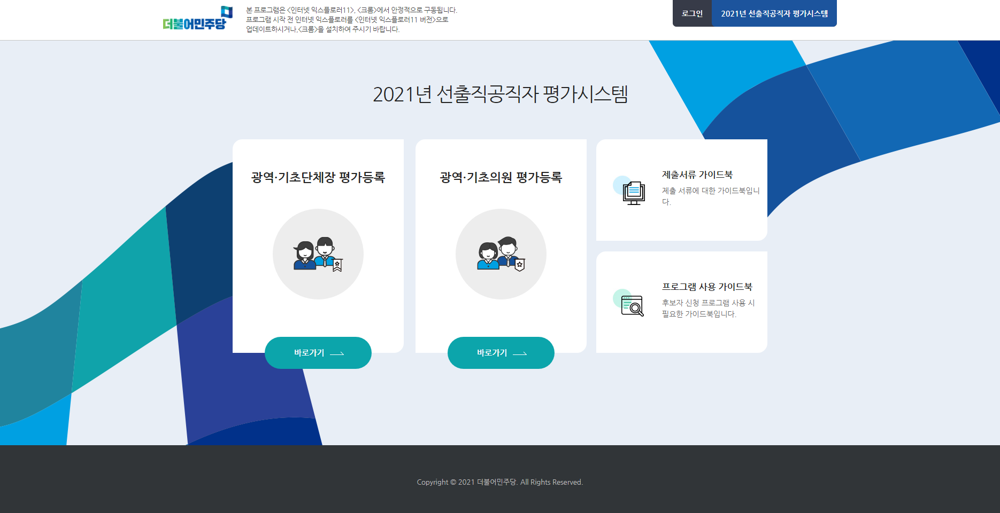 더불어민주당
본 프로그램은 <인터넷 익스플로러11>, <크롬>에서 안정적으로 구동됩니다.
프로그램 시작 전 인터넷 익스플로러를 <인터넷 익스플로러11 버전>으로
업데이트하시거나,<크롬>을 설치하여 주시기 바랍니다.
로그인
2021년 선출직공직자 평가시스템
2021년 선출직공직자 평가시스템
광역·기초단체장 평가등록
바로가기
광역·기초의원 평가등록
바로가기
제출서류 가이드북
제출 서류에 대한 가이드북입니
다.
프로그램 사용 가이드북
후보자 신청 프로그램 사용 시
필요한 가이드북입니다.
Copyright © 2021 더불어민주당. All Rights Reserved.